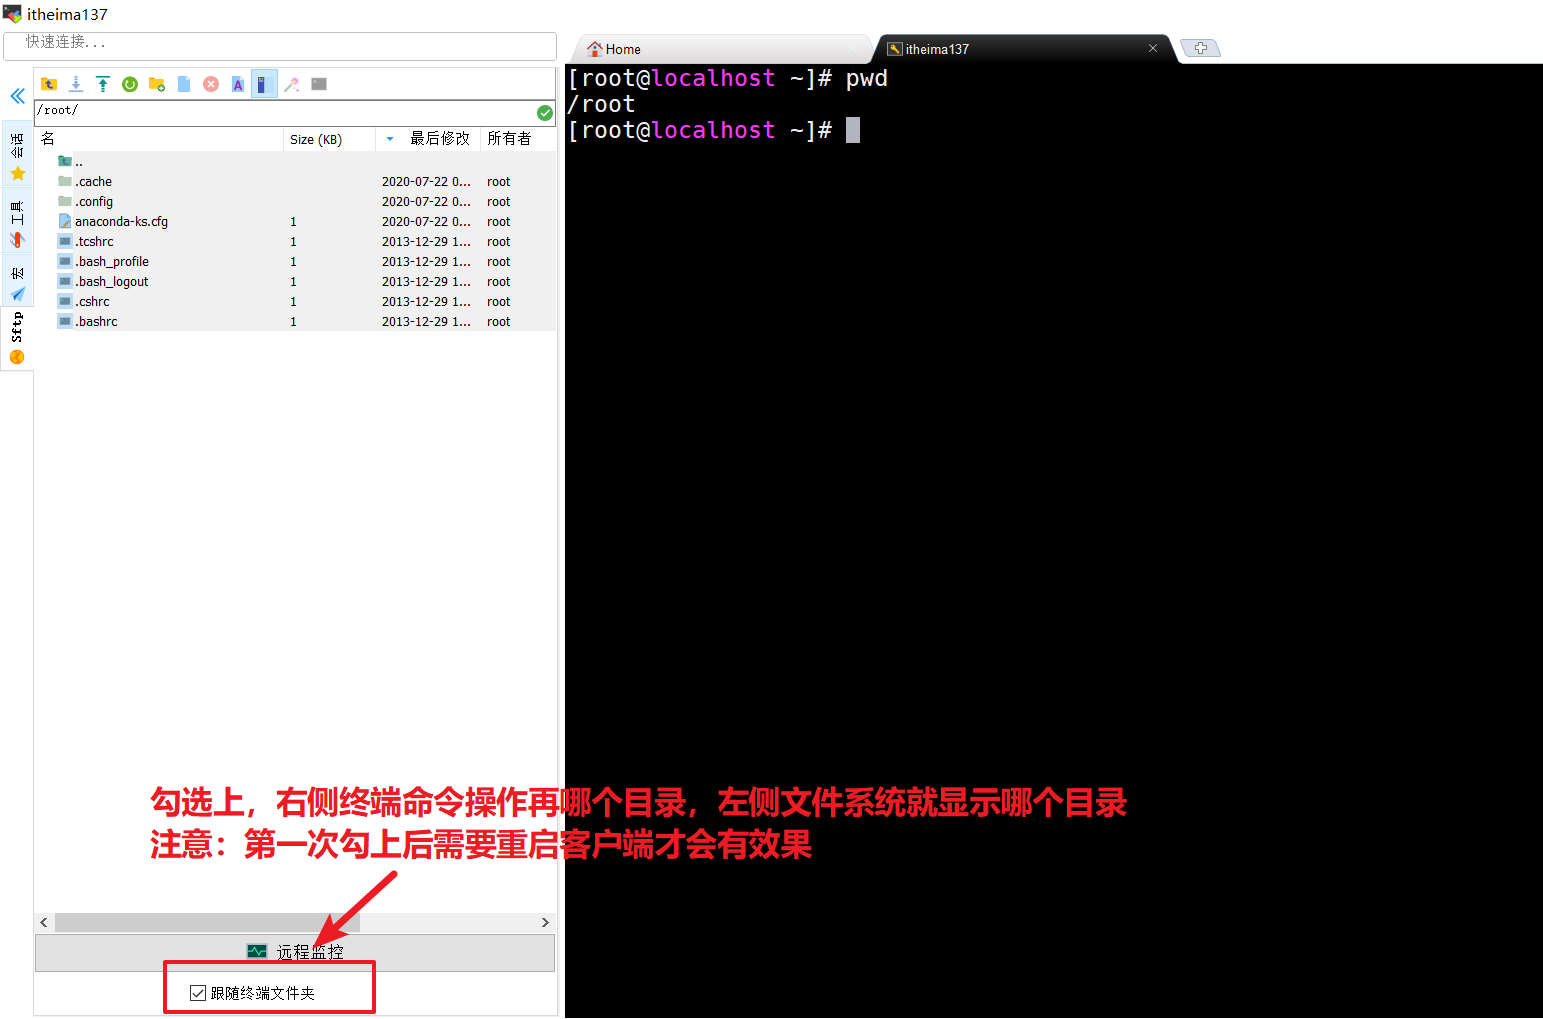 itheima137
快速连接...
Home
itheima137
会话
工具
宏
Sftp
/root/
名 Size (KB) 最后修改 所有者
..
.cache 2020-07-22 0... root
.config 2020-07-22 0... root
anaconda-ks.cfg 1 2020-07-22 0... root
.tcshrc 1 2013-12-29 1... root
.bash_profile 1 2013-12-29 1... root
.bash_logout 1 2013-12-29 1... root
.cshrc 1 2013-12-29 1... root
.bashrc 1 2013-12-29 1... root
[root@localhost ~]# pwd
/root
[root@localhost ~]#
勾选上，右侧终端命令操作再哪个目录，左侧文件系统就显示哪个目录
注意：第一次勾上后需要重启客户端才会有效果
远程监控
跟随终端文件夹